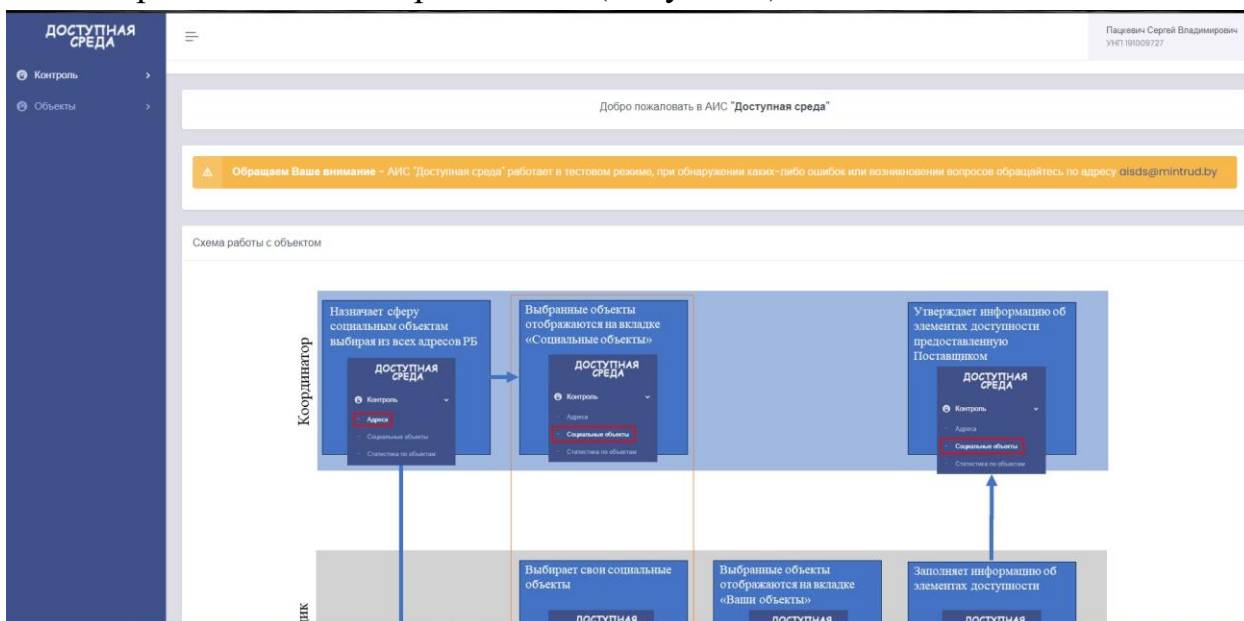 ДОСТУПНАЯ
СРЕДА
Пацкевич Сергей Владимирович
УНП 191009727
Контроль
Объекты
Добро пожаловать в АИС "Доступная среда"
Обращаем Ваше внимание - АИС "Доступная среда" работает в тестовом режиме, при обнаружении каких-либо ошибок или возникновении вопросов обращайтесь по адресу aisds@mintrud.by
Схема работы с объектом
Координатор
Назначает сферу
социальным объектам
выбирая из всех адресов РБ
ДОСТУПНАЯ
СРЕДА
Контроль
Адреса
Социальные объекты
Статистика по объектам
Выбранные объекты
отображаются на вкладке
«Социальные объекты»
ДОСТУПНАЯ
СРЕДА
Контроль
Адреса
Социальные объекты
Статистика по объектам
Утверждает информацию об
элементах доступности
предоставленную
Поставщиком
ДОСТУПНАЯ
СРЕДА
Контроль
Адреса
Социальные объекты
Статистика по объектам
щик
Выбирает свои социальные
объекты
ДОСТУПНАЯ
Выбранные объекты
отображаются на вкладке
«Ваши объекты»
ДОСТУПНАЯ
Заполняет информацию об
элементах доступности
ДОСТУПНАЯ